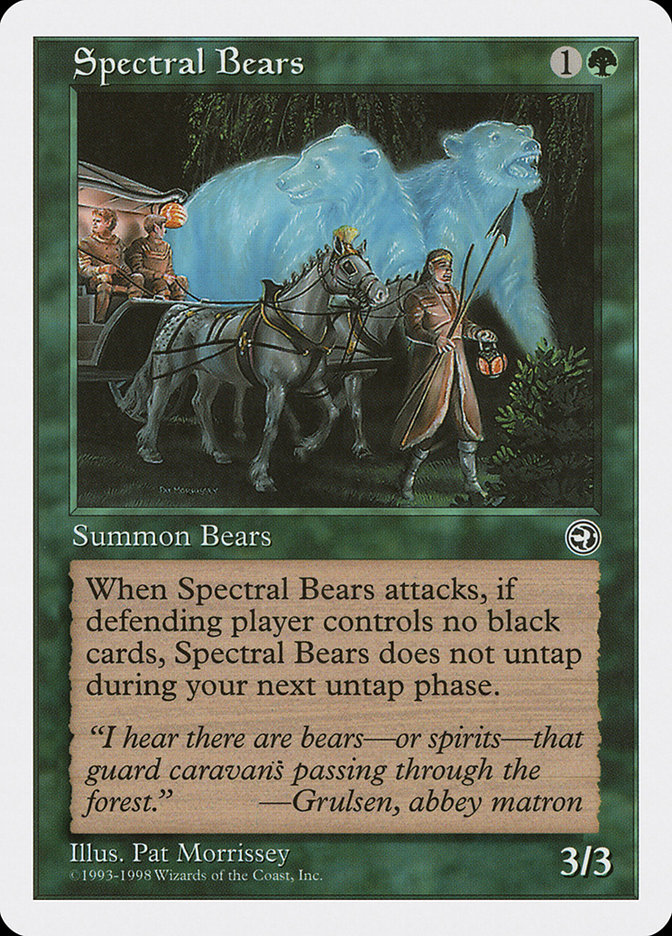 Spectral Bears
1
PAT MORRISSEY
Summon Bears
When Spectral Bears attacks, if
defending player controls no black
cards, Spectral Bears does not untap
during your next untap phase.
“I hear there are bears—or spirits—that
guard caravans passing through the
forest.” —Grulsen, abbey matron
Illus. Pat Morrissey
©1993-1998 Wizards of the Coast, Inc.
3/3